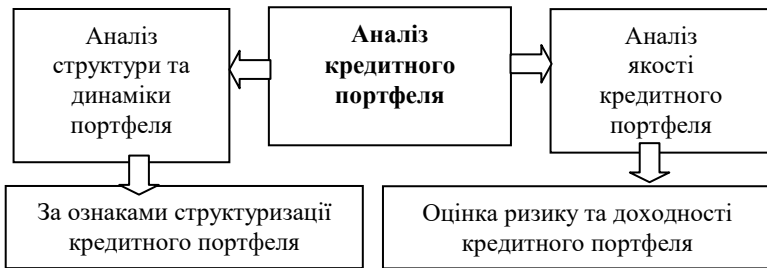 Аналіз
структури та
динаміки
портфеля
Аналіз
кредитного
портфеля
Аналіз
якості
кредитного
портфеля
За ознаками структуризації
кредитного портфеля
Оцінка ризику та доходності
кредитного портфеля